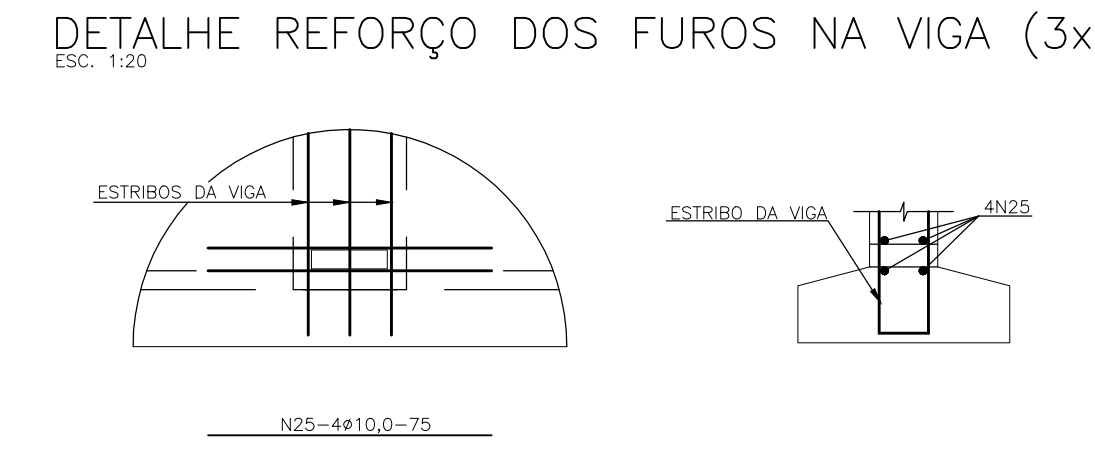 DETALHE REFORÇO DOS FUROS NA VIGA (3x
ESC. 1:20
ESTRIBOS DA VIGA
ESTRIBO DA VIGA
4N25
N25-4ø10,0-75